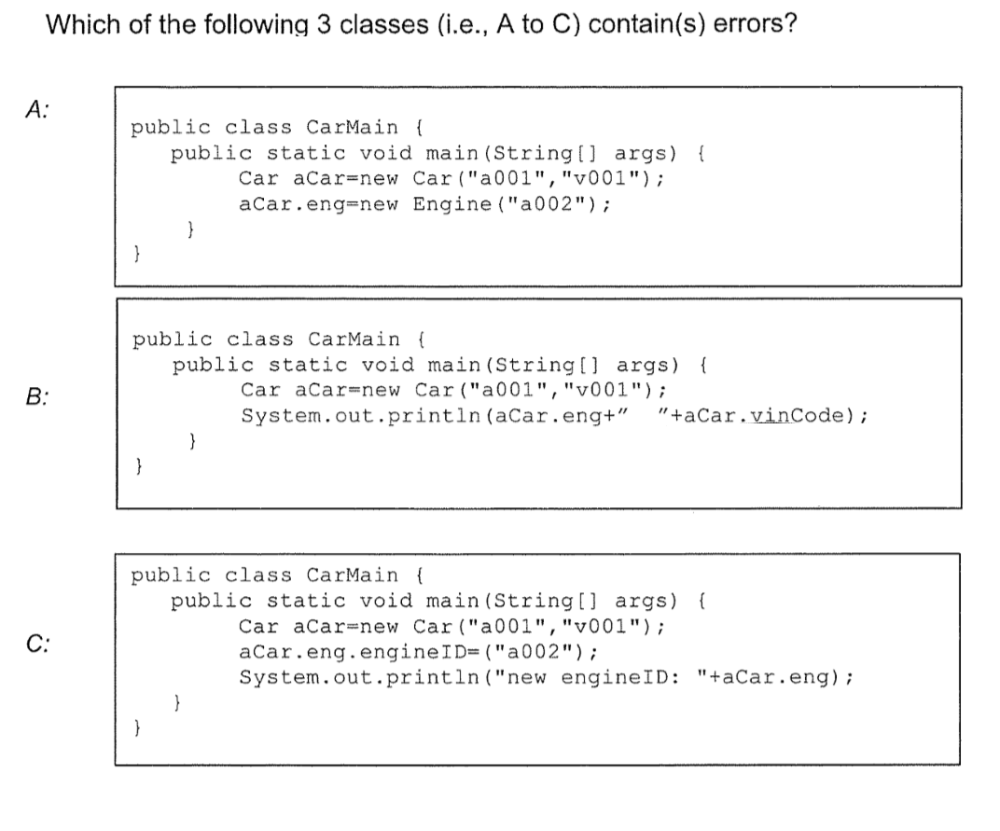 Which of the following 3 classes (i.e., A to C) contain(s) errors?
A:
public class CarMain {
public static void main(String[] args) {
Car aCar=new Car("a001","v001");
aCar.eng=new Engine("a002");
}
}
B:
public class CarMain {
public static void main(String[] args) {
Car aCar=new Car("a001","v001");
System.out.println(aCar.eng+″  ″+aCar.vinCode);
}
}
C:
public class CarMain {
public static void main(String[] args) {
Car aCar=new Car("a001","v001");
aCar.eng.engineID=("a002");
System.out.println("new engineID: "+aCar.eng);
}
}